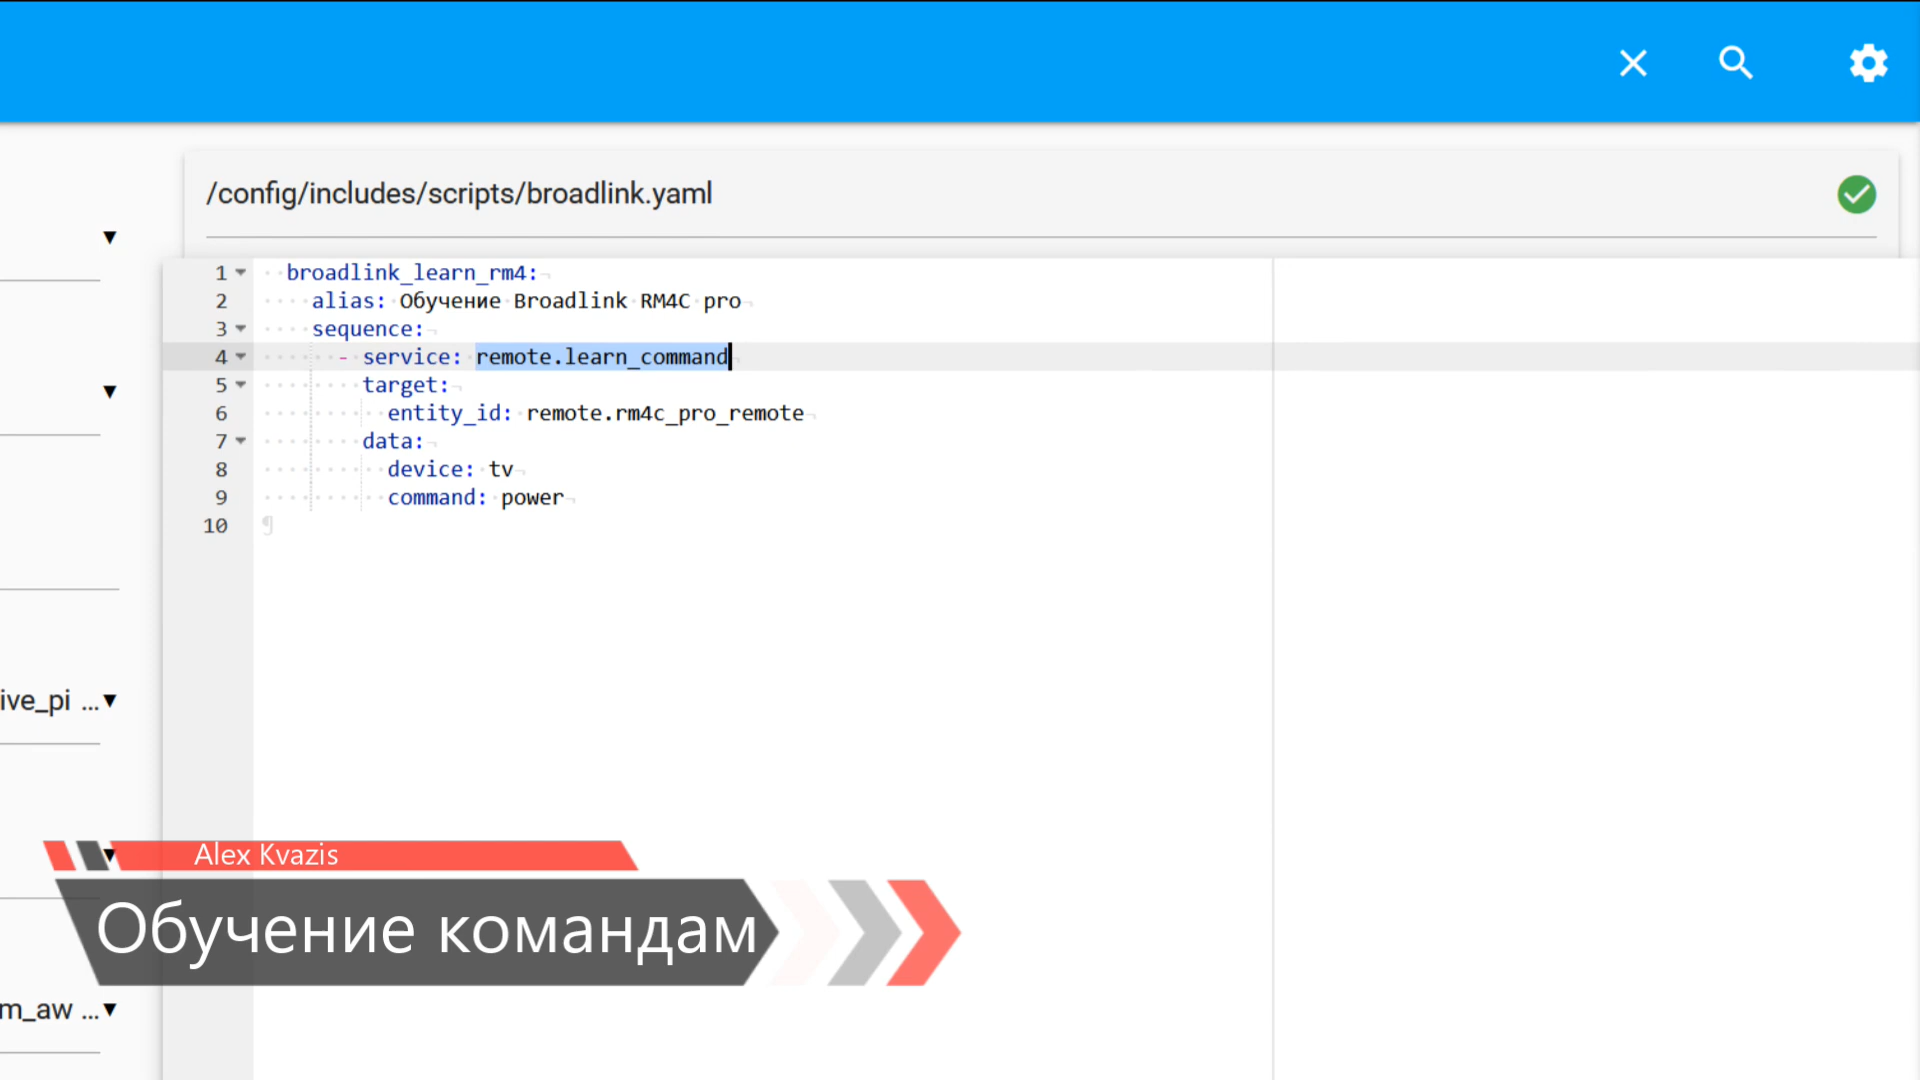 /config/includes/scripts/broadlink.yaml
1 broadlink_learn_rm4:
2 alias: Обучение Broadlink RM4C pro
3 sequence:
4 - service: remote.learn_command
5 target:
6 entity_id: remote.rm4c_pro_remote
7 data:
8 device: tv
9 command: power
10
ive_pi ...
Alex Kvazis
Обучение командам
m_aw ...